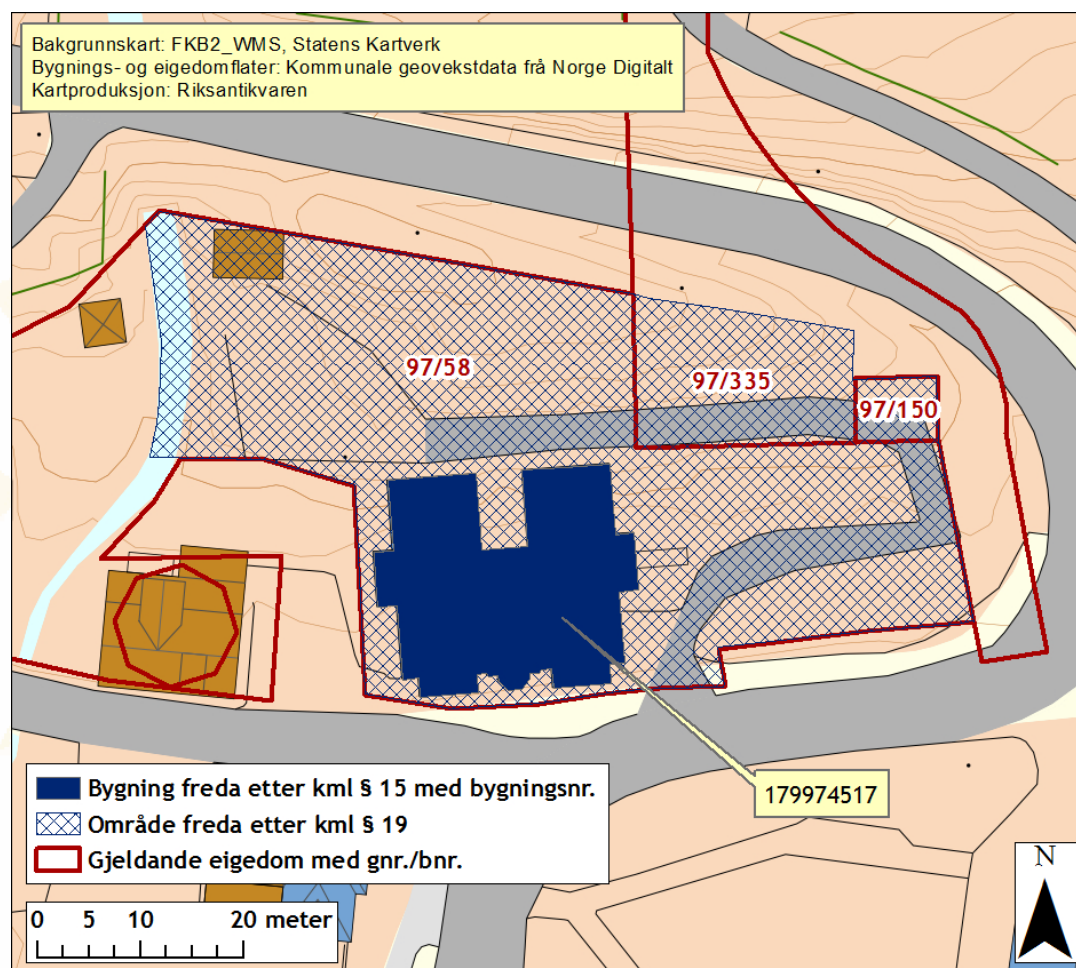 Bakgrunnskart: FKB2_WMS, Statens Kartverk
Bygnings- og eigedomflater: Kommunale geovekstdata frå Norge Digitalt
Kartproduksjon: Riksantikvaren
97/58
97/335
97/150
179974517
Bygning freda etter kml § 15 med bygningsnr.
Område freda etter kml § 19
Gjeldande eigedom med gnr./bnr.
0 5 10 20 meter
N